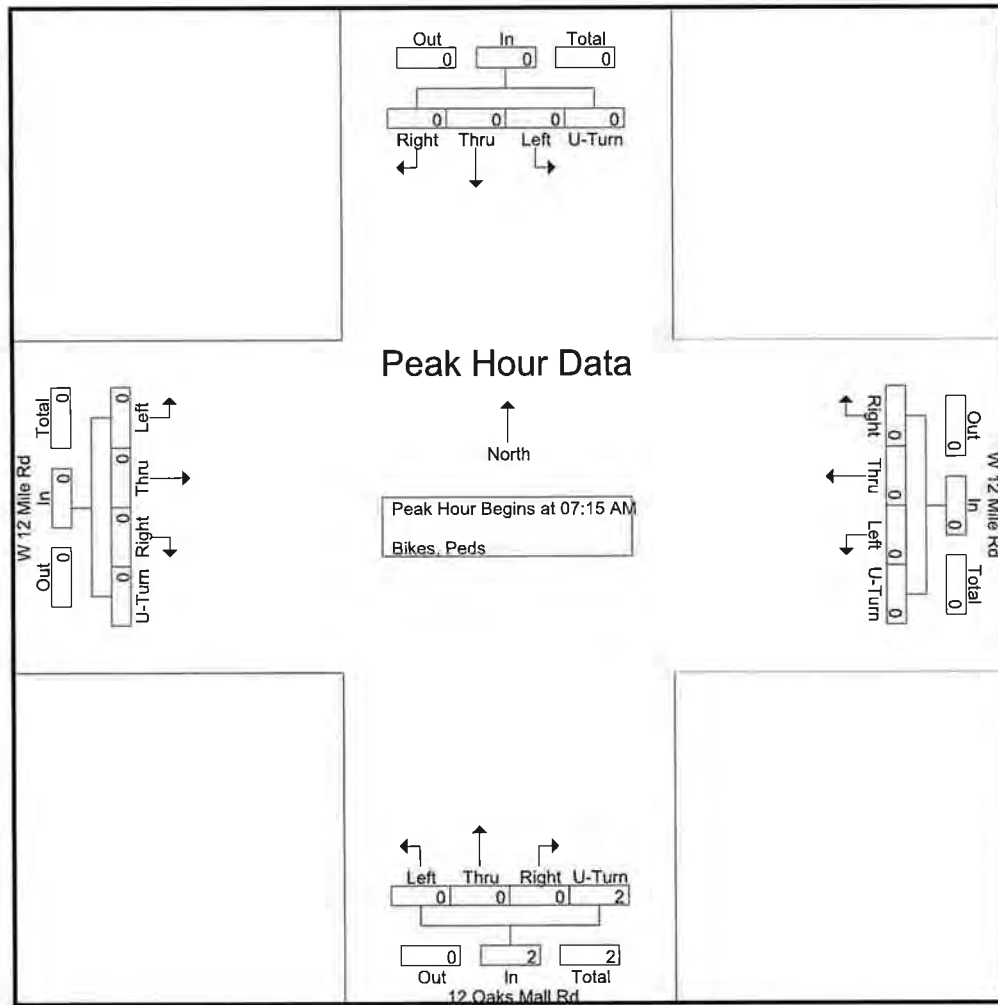 Out In Total
0 0 0
0 0 0 0
Right Thru Left U-Turn
Peak Hour Data
North
Peak Hour Begins at 07:15 AM
Bikes, Peds
W 12 Mile Rd
Total In Out
0 0 0
0 0 0 0
Left Thru Right U-Turn
Right Thru Left U-Turn
0 0 0 0
Out In Total
0 0 0
W 12 Mile Rd
Left Thru Right U-Turn
0 0 0 2
0 2 2
Out In Total
12 Oaks Mall Rd